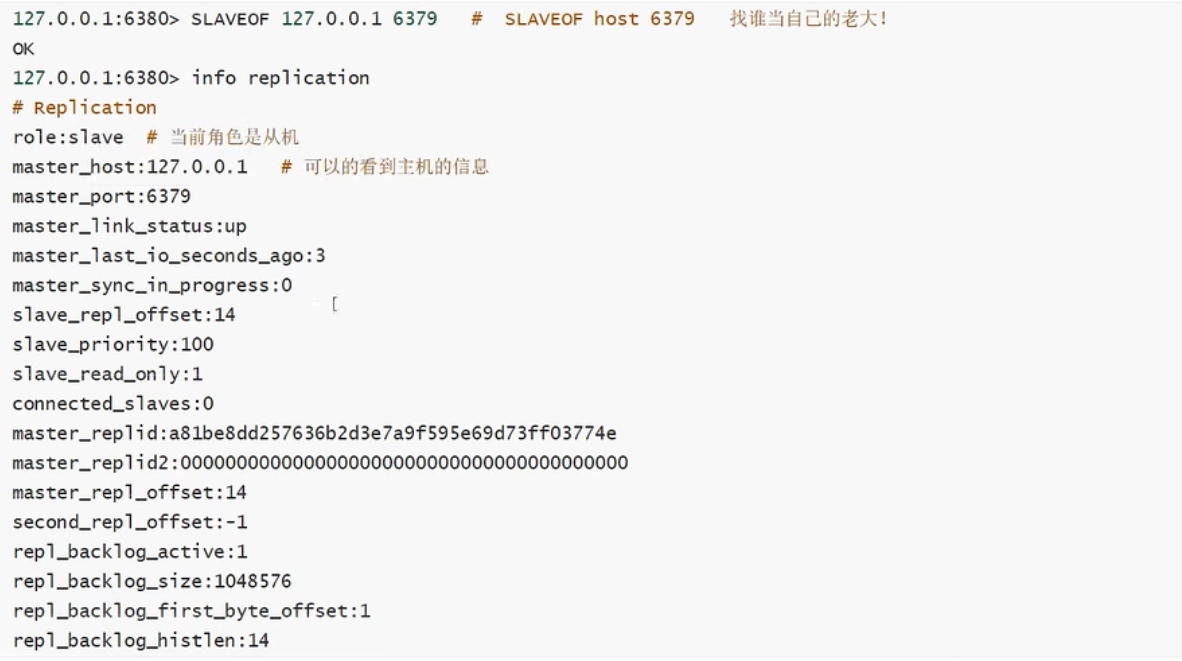 127.0.0.1:6380> SLAVEOF 127.0.0.1 6379   #  SLAVEOF host 6379   找谁当自己的老大!
OK
127.0.0.1:6380> info replication
# Replication
role:slave  # 当前角色是从机
master_host:127.0.0.1   # 可以的看到主机的信息
master_port:6379
master_link_status:up
master_last_io_seconds_ago:3
master_sync_in_progress:0
slave_repl_offset:14
slave_priority:100
slave_read_only:1
connected_slaves:0
master_replid:a81be8dd257636b2d3e7a9f595e69d73ff03774e
master_replid2:0000000000000000000000000000000000000000
master_repl_offset:14
second_repl_offset:-1
repl_backlog_active:1
repl_backlog_size:1048576
repl_backlog_first_byte_offset:1
repl_backlog_histlen:14